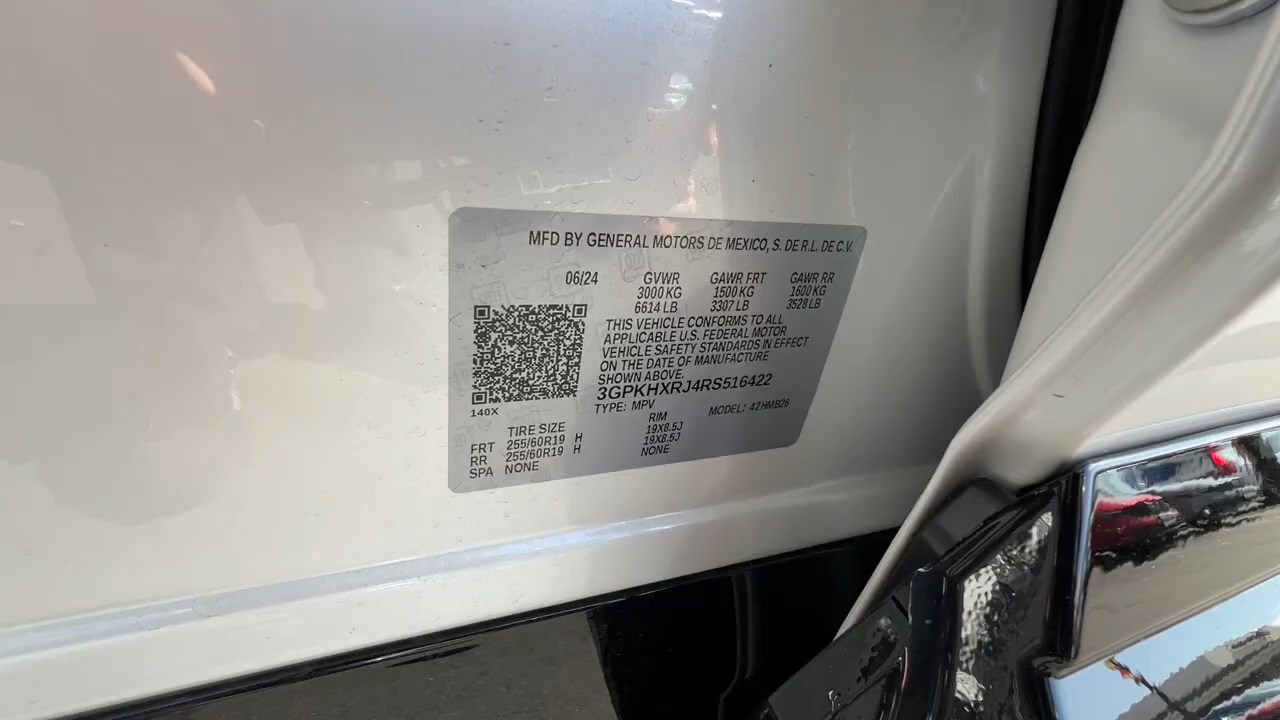 MFD BY GENERAL MOTORS DE MEXICO, S. DE R.L. DE C.V.
06/24 GVWR GAWR FRT GAWR RR
3000 KG 1500 KG 1600 KG
6614 LB 3307 LB 3528 LB
THIS VEHICLE CONFORMS TO ALL
APPLICABLE U.S. FEDERAL MOTOR
VEHICLE SAFETY STANDARDS IN EFFECT
ON THE DATE OF MANUFACTURE
SHOWN ABOVE.
3GPKHXRJ4RS516422
140X TYPE: MPV MODEL: 42HMB26
TIRE SIZE RIM
FRT 255/60R19 H 19X8.5J
RR 255/60R19 H 19X8.5J
SPA NONE NONE